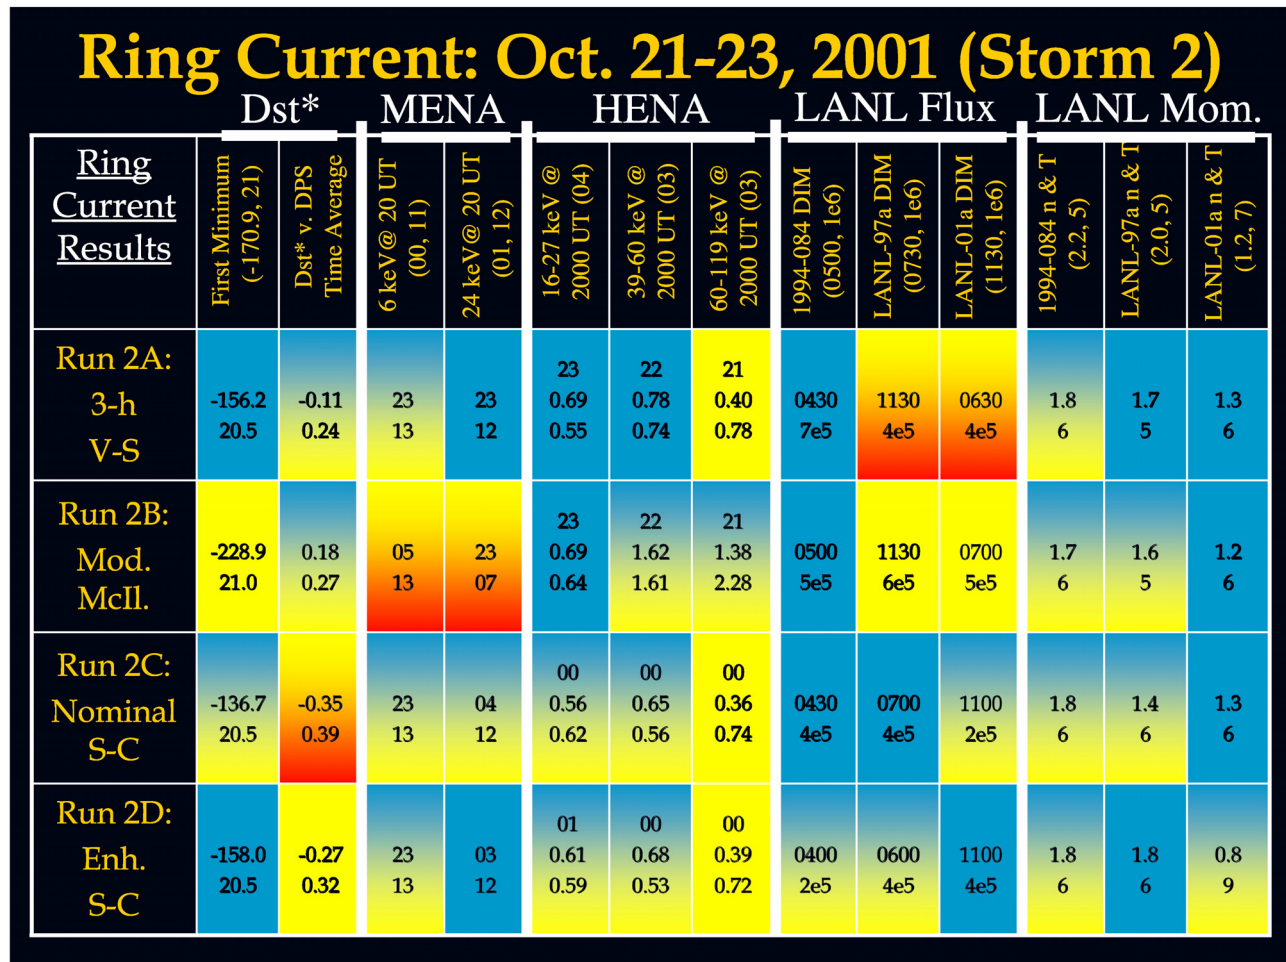 Ring Current: Oct. 21-23, 2001 (Storm 2)
Dst* MENA HENA LANL Flux LANL Mom.
Ring
Current
Results
First Minimum
(-170.9, 21)
Dst* v. DPS
Time Average
6 keV@ 20 UT
(00, 11)
24 keV@ 20 UT
(01, 12)
16-27 keV @
2000 UT (04)
39-60 keV @
2000 UT (03)
60-119 keV @
2000 UT (03)
1994-084 DIM
(0500, 1e6)
LANL-97a DIM
(0730, 1e6)
LANL-01a DIM
(1130, 1e6)
1994-084 n & T
(2.2, 5)
LANL-97a n & T
(2.0, 5)
LANL-01a n & T
(1.2, 7)
Run 2A:
3-h
V-S
23 22 21
-156.2 -0.11 23 23 0.69 0.78 0.40 0430 1130 0630 1.8 1.7 1.3
20.5 0.24 13 12 0.55 0.74 0.78 7e5 4e5 4e5 6 5 6
Run 2B:
Mod.
McIl.
23 22 21
-228.9 0.18 05 23 0.69 1.62 1.38 0500 1130 0700 1.7 1.6 1.2
21.0 0.27 13 07 0.64 1.61 2.28 5e5 6e5 5e5 6 5 6
Run 2C:
Nominal
S-C
00 00 00
-136.7 -0.35 23 04 0.56 0.65 0.36 0430 0700 1100 1.8 1.4 1.3
20.5 0.39 13 12 0.62 0.56 0.74 4e5 4e5 2e5 6 6 6
Run 2D:
Enh.
S-C
01 00 00
-158.0 -0.27 23 03 0.61 0.68 0.39 0400 0600 1100 1.8 1.8 0.8
20.5 0.32 13 12 0.59 0.53 0.72 2e5 4e5 4e5 6 6 9